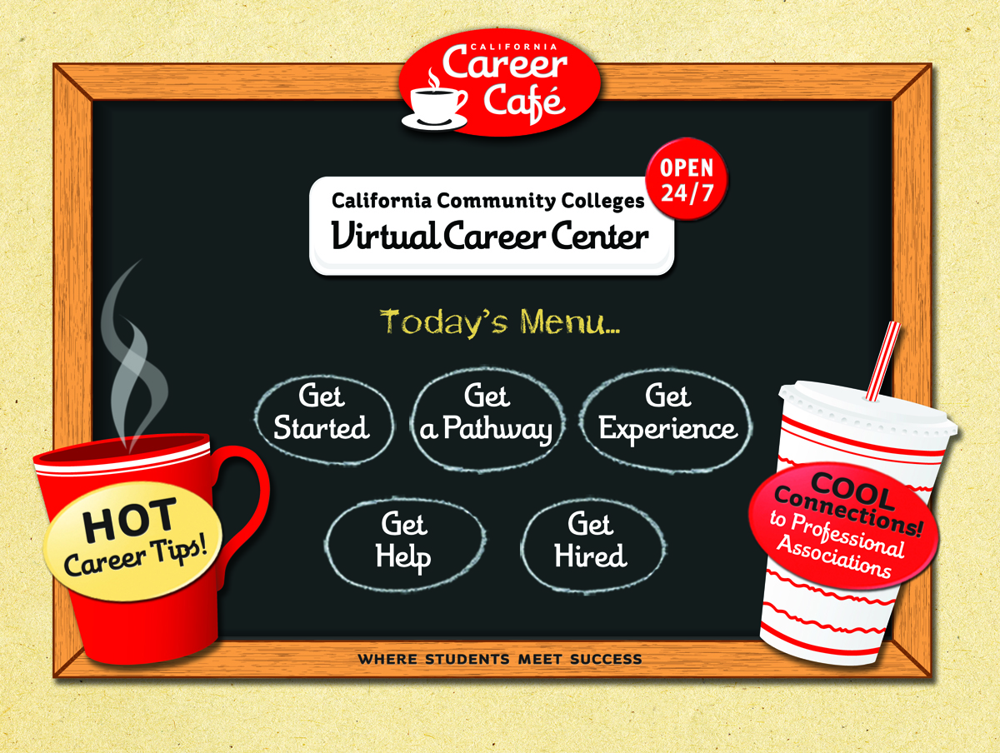 CALIFORNIA
Career
Café
OPEN
24/7
California Community Colleges
Virtual Career Center
Today's Menu...
Get
Started
Get
a Pathway
Get
Experience
HOT
Career Tips!
COOL
Connections!
to Professional
Associations
Get
Help
Get
Hired
WHERE STUDENTS MEET SUCCESS